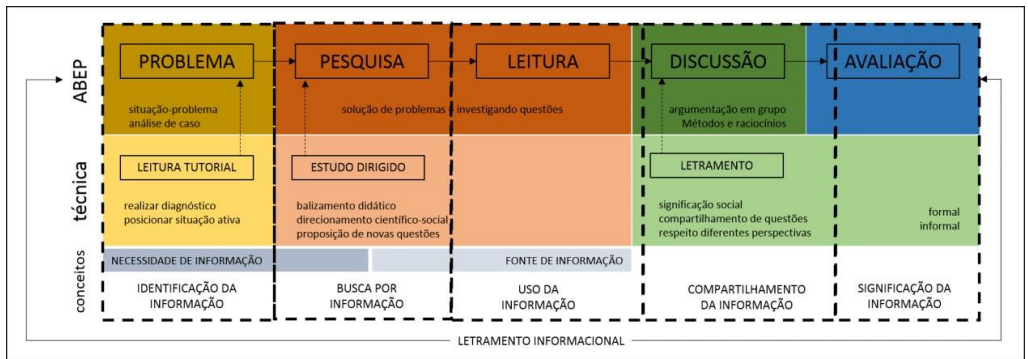 ABEP
PROBLEMA
PESQUISA
LEITURA
DISCUSSÃO
AVALIAÇÃO
situação-problema
análise de caso
solução de problemas investigando questões
argumentação em grupo
Métodos e raciocínios
técnica
LEITURA TUTORIAL
ESTUDO DIRIGIDO
LETRAMENTO
realizar diagnóstico
posicionar situação ativa
balizamento didático
direcionamento científico-social
proposição de novas questões
significação social
compartilhamento de questões
respeito diferentes perspectivas
formal
informal
conceitos
NECESSIDADE DE INFORMAÇÃO
FONTE DE INFORMAÇÃO
IDENTIFICAÇÃO DA
INFORMAÇÃO
BUSCA POR
INFORMAÇÃO
USO DA
INFORMAÇÃO
COMPARTILHAMENTO
DA INFORMAÇÃO
SIGNIFICAÇÃO DA
INFORMAÇÃO
LETRAMENTO INFORMACIONAL